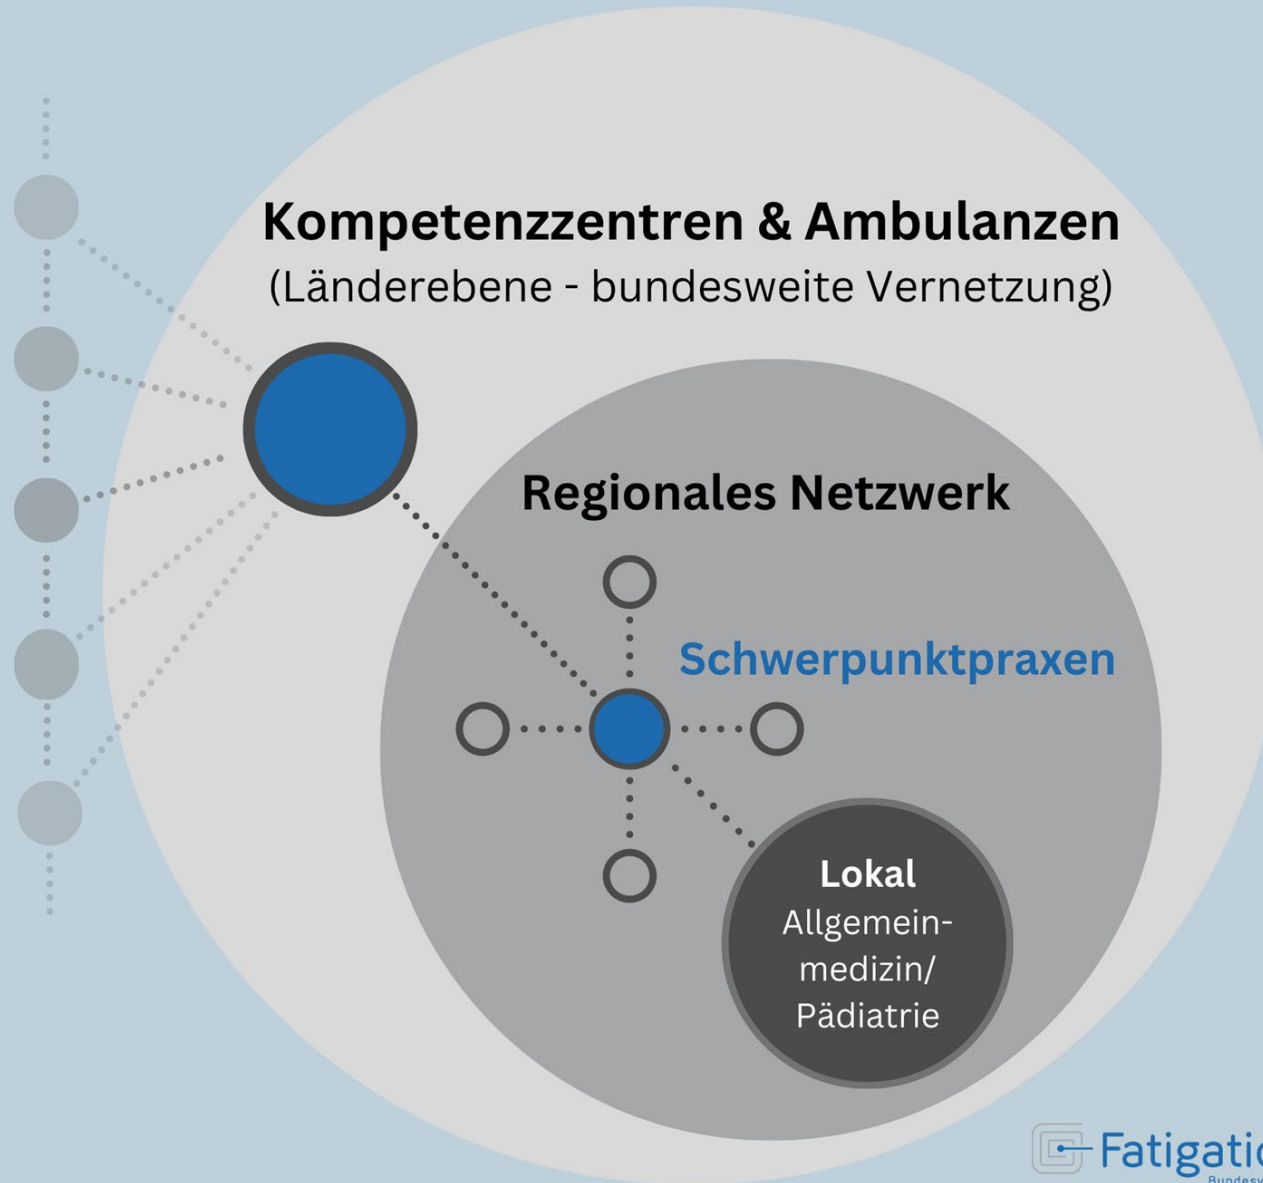 Kompetenzzentren & Ambulanzen
(Länderebene - bundesweite Vernetzung)
Regionales Netzwerk
Schwerpunktpraxen
Lokal
Allgemein-
medizin/
Pädiatrie